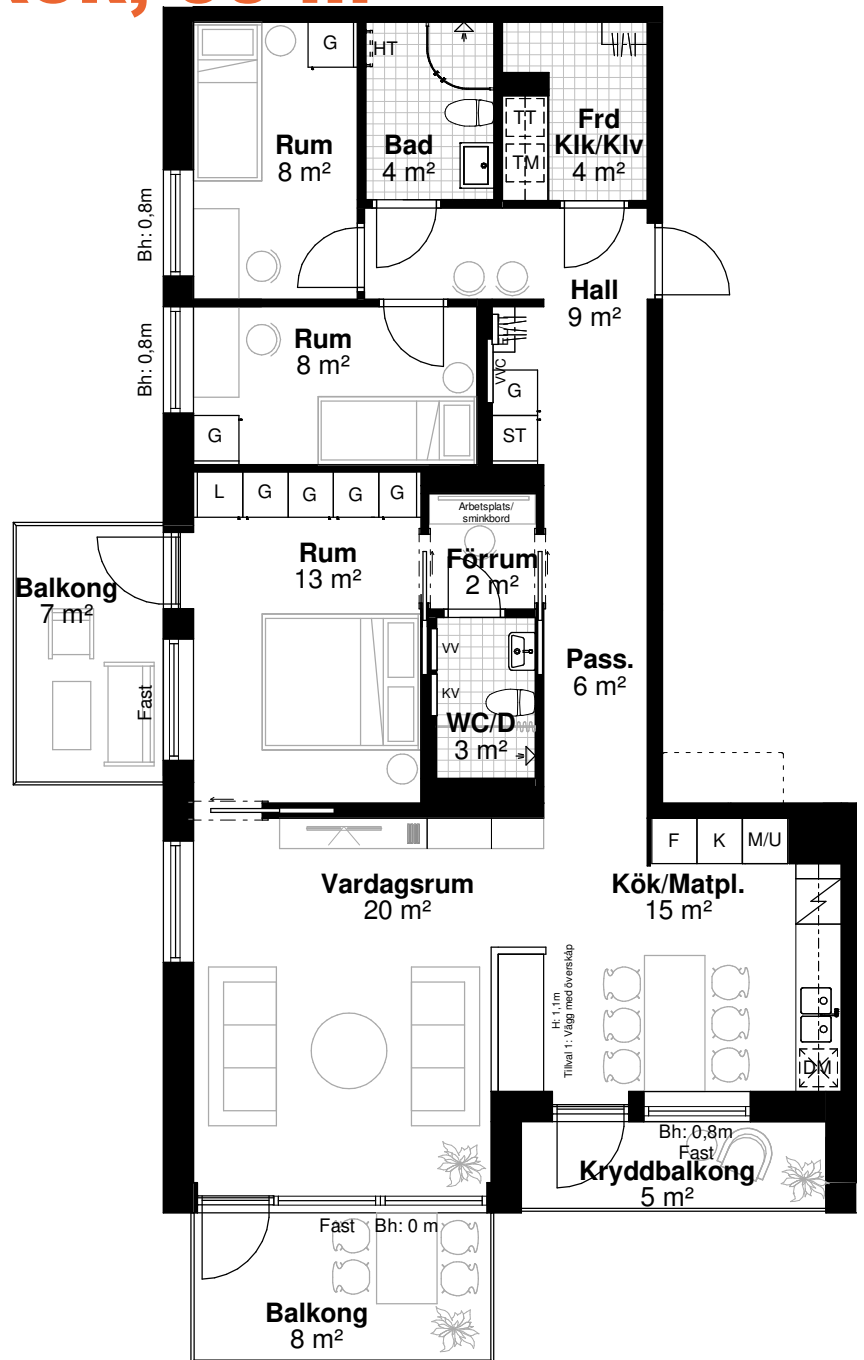 G
HT
Rum
8 m²
Bad
4 m²
TT
TM
Frd
Klk/Klv
4 m²
Bh: 0,8m
Hall
9 m²
Rum
8 m²
Bh: 0,8m
VVC
G
ST
G
L
G
G
G
G
Arbetsplats/
sminkbord
Rum
13 m²
Förrum
2 m²
Balkong
7 m²
Fast
VV
KV
WC/D
3 m²
Pass.
6 m²
F
K
M/U
Vardagsrum
20 m²
Kök/Matpl.
15 m²
H: 1,1m
Tillval 1: Vägg med överskåp
DM
Bh: 0,8m
Fast
Kryddbalkong
5 m²
Fast Bh: 0 m
Balkong
8 m²